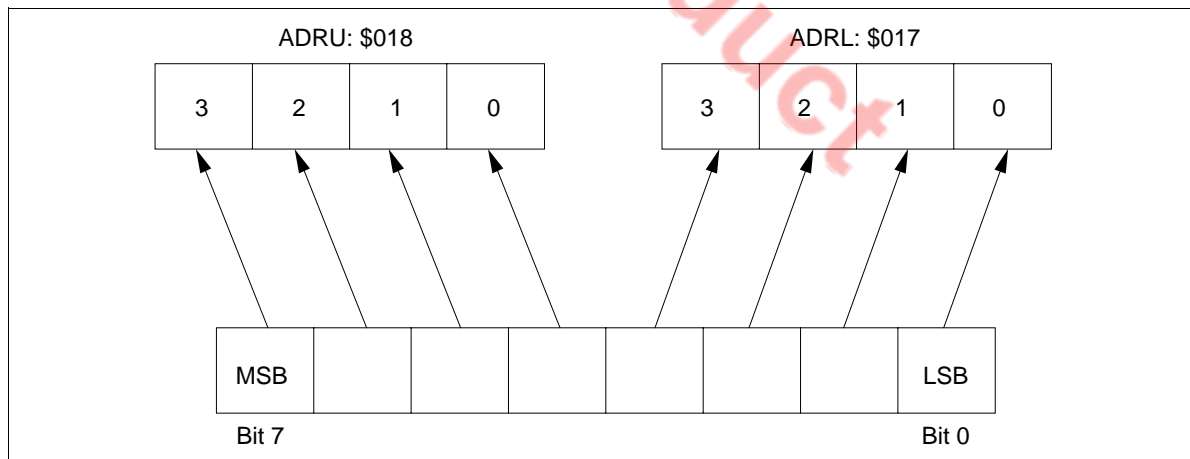 ADRU: $018 ADRL: $017
3 2 1 0 3 2 1 0
MSB LSB
Bit 7 Bit 0